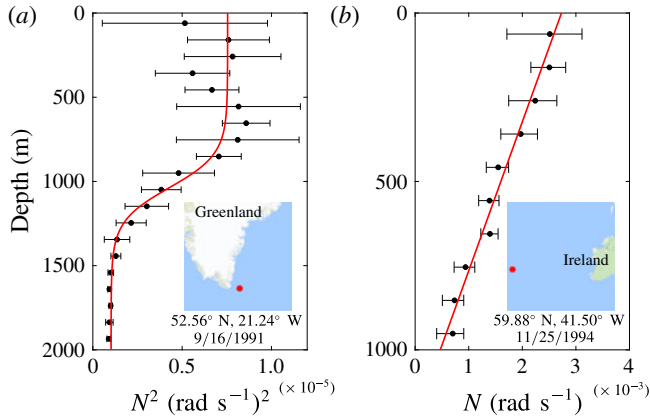 (a)
0
500
1000
1500
2000
Depth (m)
Greenland
52.56° N, 21.24° W
9/16/1991
0
0.5
1.0
(× 10⁻⁵)
N² (rad s⁻¹)²
(b)
0
500
1000
Ireland
59.88° N, 41.50° W
11/25/1994
0
1
2
3
4
(× 10⁻³)
N (rad s⁻¹)